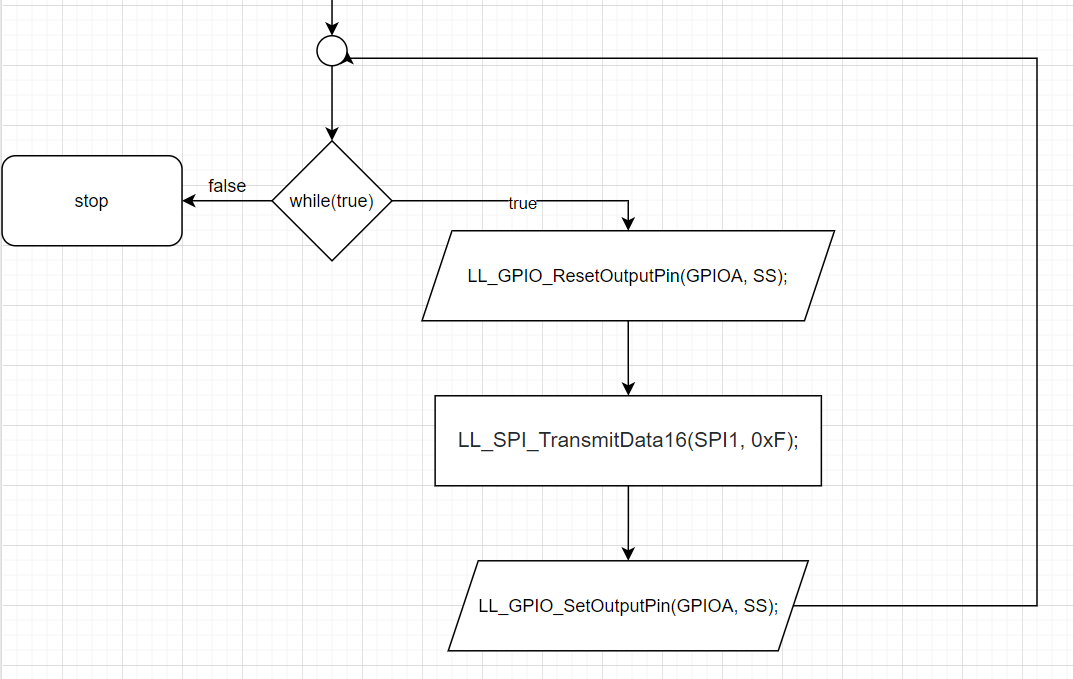 false
stop
while(true)
true
LL_GPIO_ResetOutputPin(GPIOA, SS);
LL_SPI_TransmitData16(SPI1, 0xF);
LL_GPIO_SetOutputPin(GPIOA, SS);